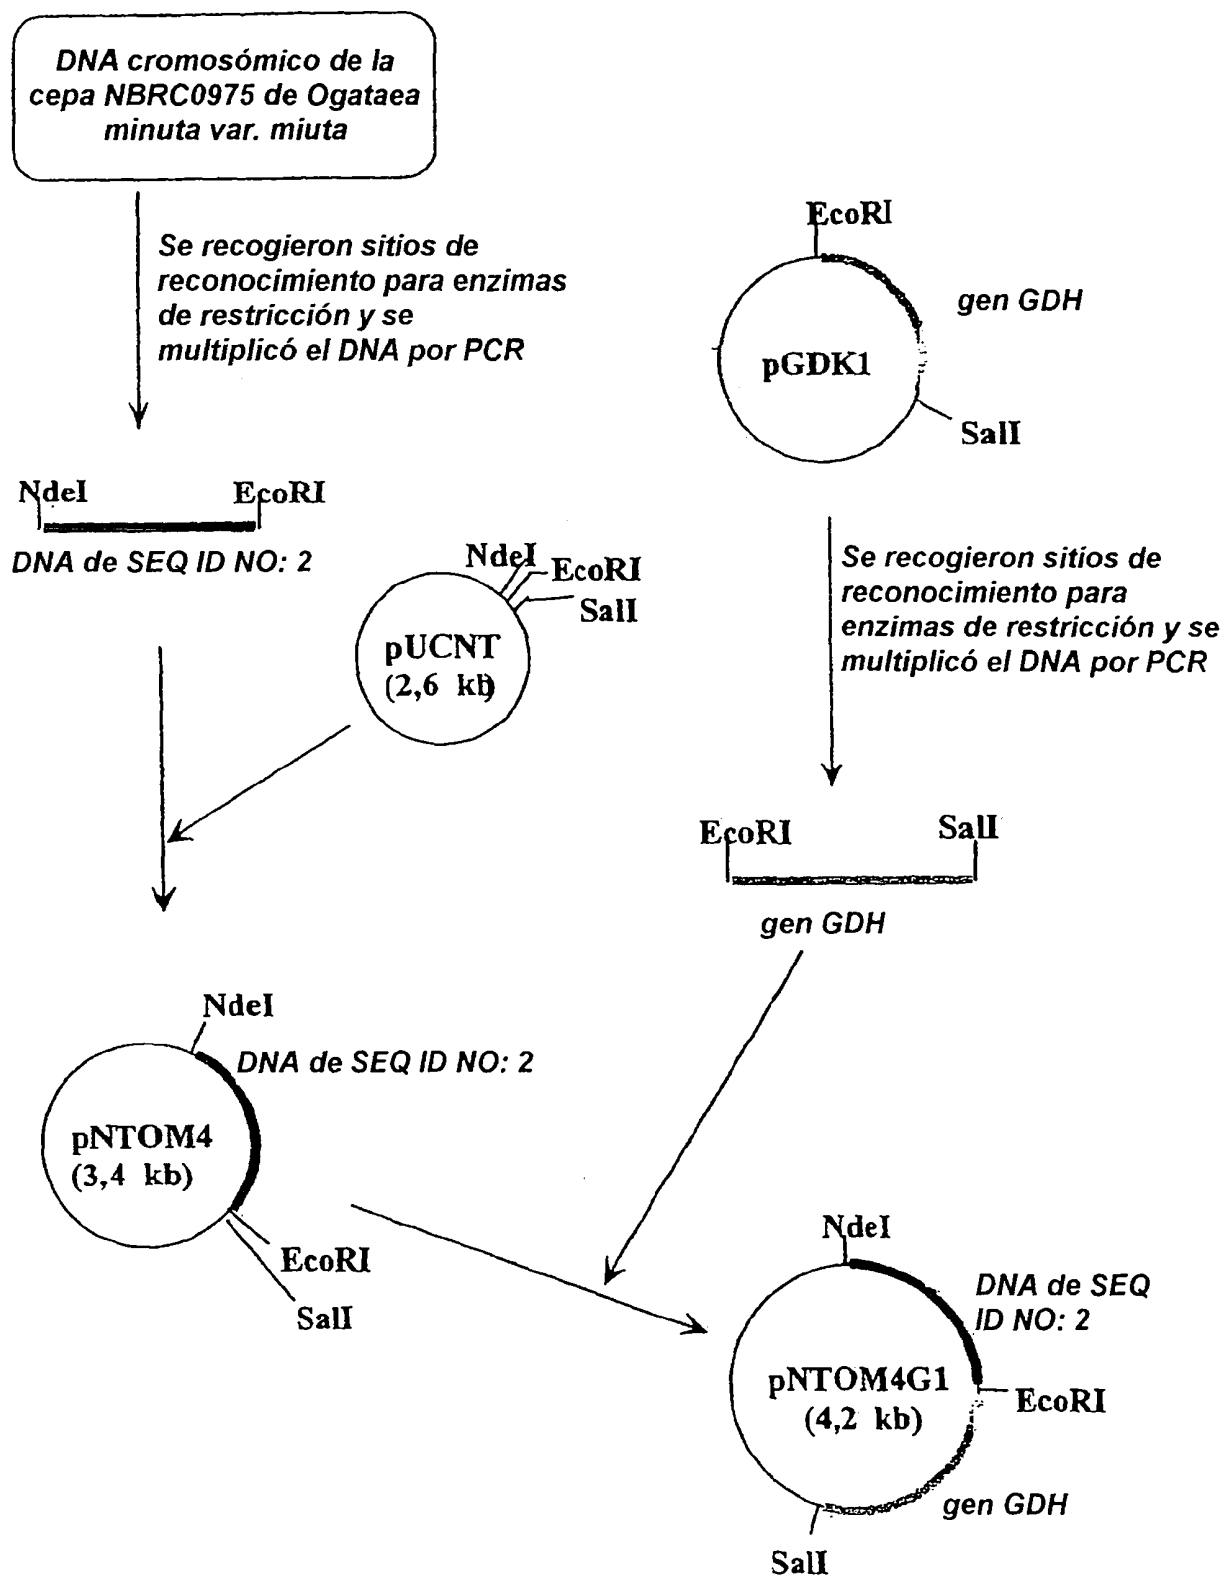 DNA cromosómico de la
cepa NBRC0975 de Ogataea
minuta var. miuta
Se recogieron sitios de
reconocimiento para enzimas
de restricción y se
multiplicó el DNA por PCR
EcoRI
gen GDH
pGDK1
SalI
NdeI EcoRI
DNA de SEQ ID NO: 2
NdeI
EcoRI
SalI
pUCNT
(2,6 kb)
Se recogieron sitios de
reconocimiento para
enzimas de restricción y se
multiplicó el DNA por PCR
EcoRI SalI
gen GDH
NdeI
DNA de SEQ ID NO: 2
pNTOM4
(3,4 kb)
EcoRI
SalI
NdeI
DNA de SEQ
ID NO: 2
pNTOM4G1
(4,2 kb)
EcoRI
gen GDH
SalI